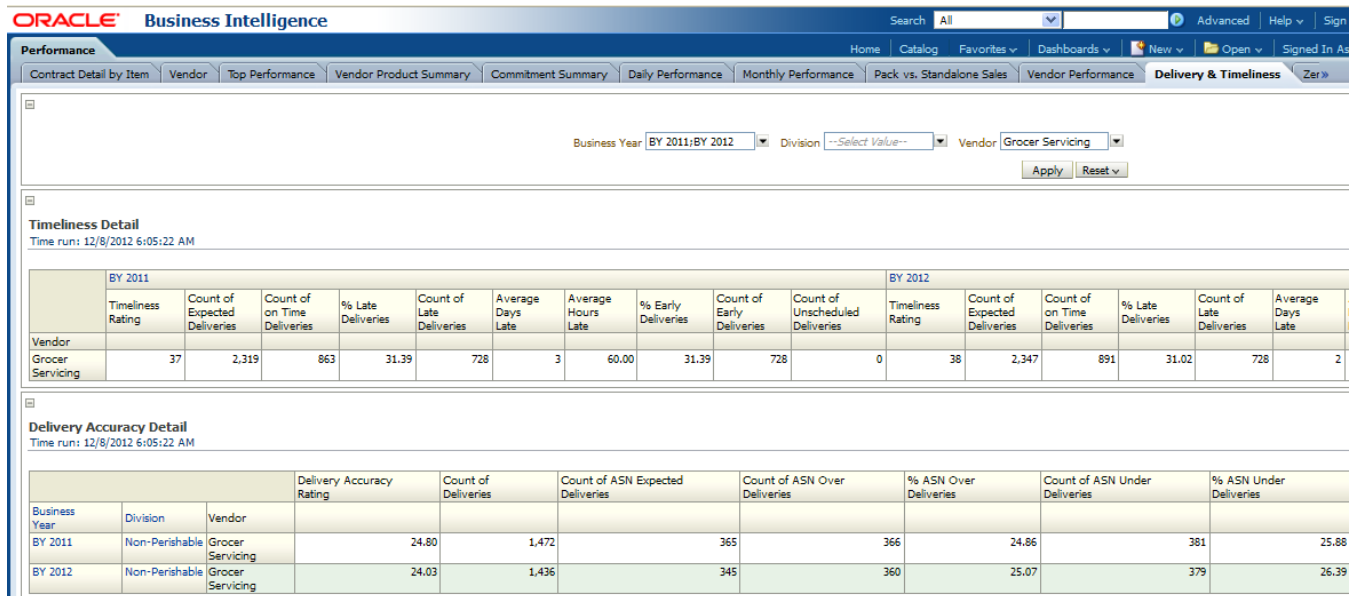 ORACLE Business Intelligence Search All Advanced Help Sign
Performance Home Catalog Favorites Dashboards New Open Signed In As
Contract Detail by Item Vendor Top Performance Vendor Product Summary Commitment Summary Daily Performance Monthly Performance Pack vs. Standalone Sales Vendor Performance Delivery & Timeliness Zer»
Business Year BY 2011;BY 2012 Division --Select Value-- Vendor Grocer Servicing
Apply Reset
Timeliness Detail
Time run: 12/8/2012 6:05:22 AM
BY 2011 BY 2012
Timeliness Rating Count of Expected Deliveries Count of on Time Deliveries % Late Deliveries Count of Late Deliveries Average Days Late Average Hours Late % Early Deliveries Count of Early Deliveries Count of Unscheduled Deliveries Timeliness Rating Count of Expected Deliveries Count of on Time Deliveries % Late Deliveries Count of Late Deliveries Average Days Late
Vendor
Grocer Servicing 37 2,319 863 31.39 728 3 60.00 31.39 728 0 38 2,347 891 31.02 728 2
Delivery Accuracy Detail
Time run: 12/8/2012 6:05:22 AM
Delivery Accuracy Rating Count of Deliveries Count of ASN Expected Deliveries Count of ASN Over Deliveries % ASN Over Deliveries Count of ASN Under Deliveries % ASN Under Deliveries
Business Year Division Vendor
BY 2011 Non-Perishable Grocer Servicing 24.80 1,472 365 366 24.86 381 25.88
BY 2012 Non-Perishable Grocer Servicing 24.03 1,436 345 360 25.07 379 26.39